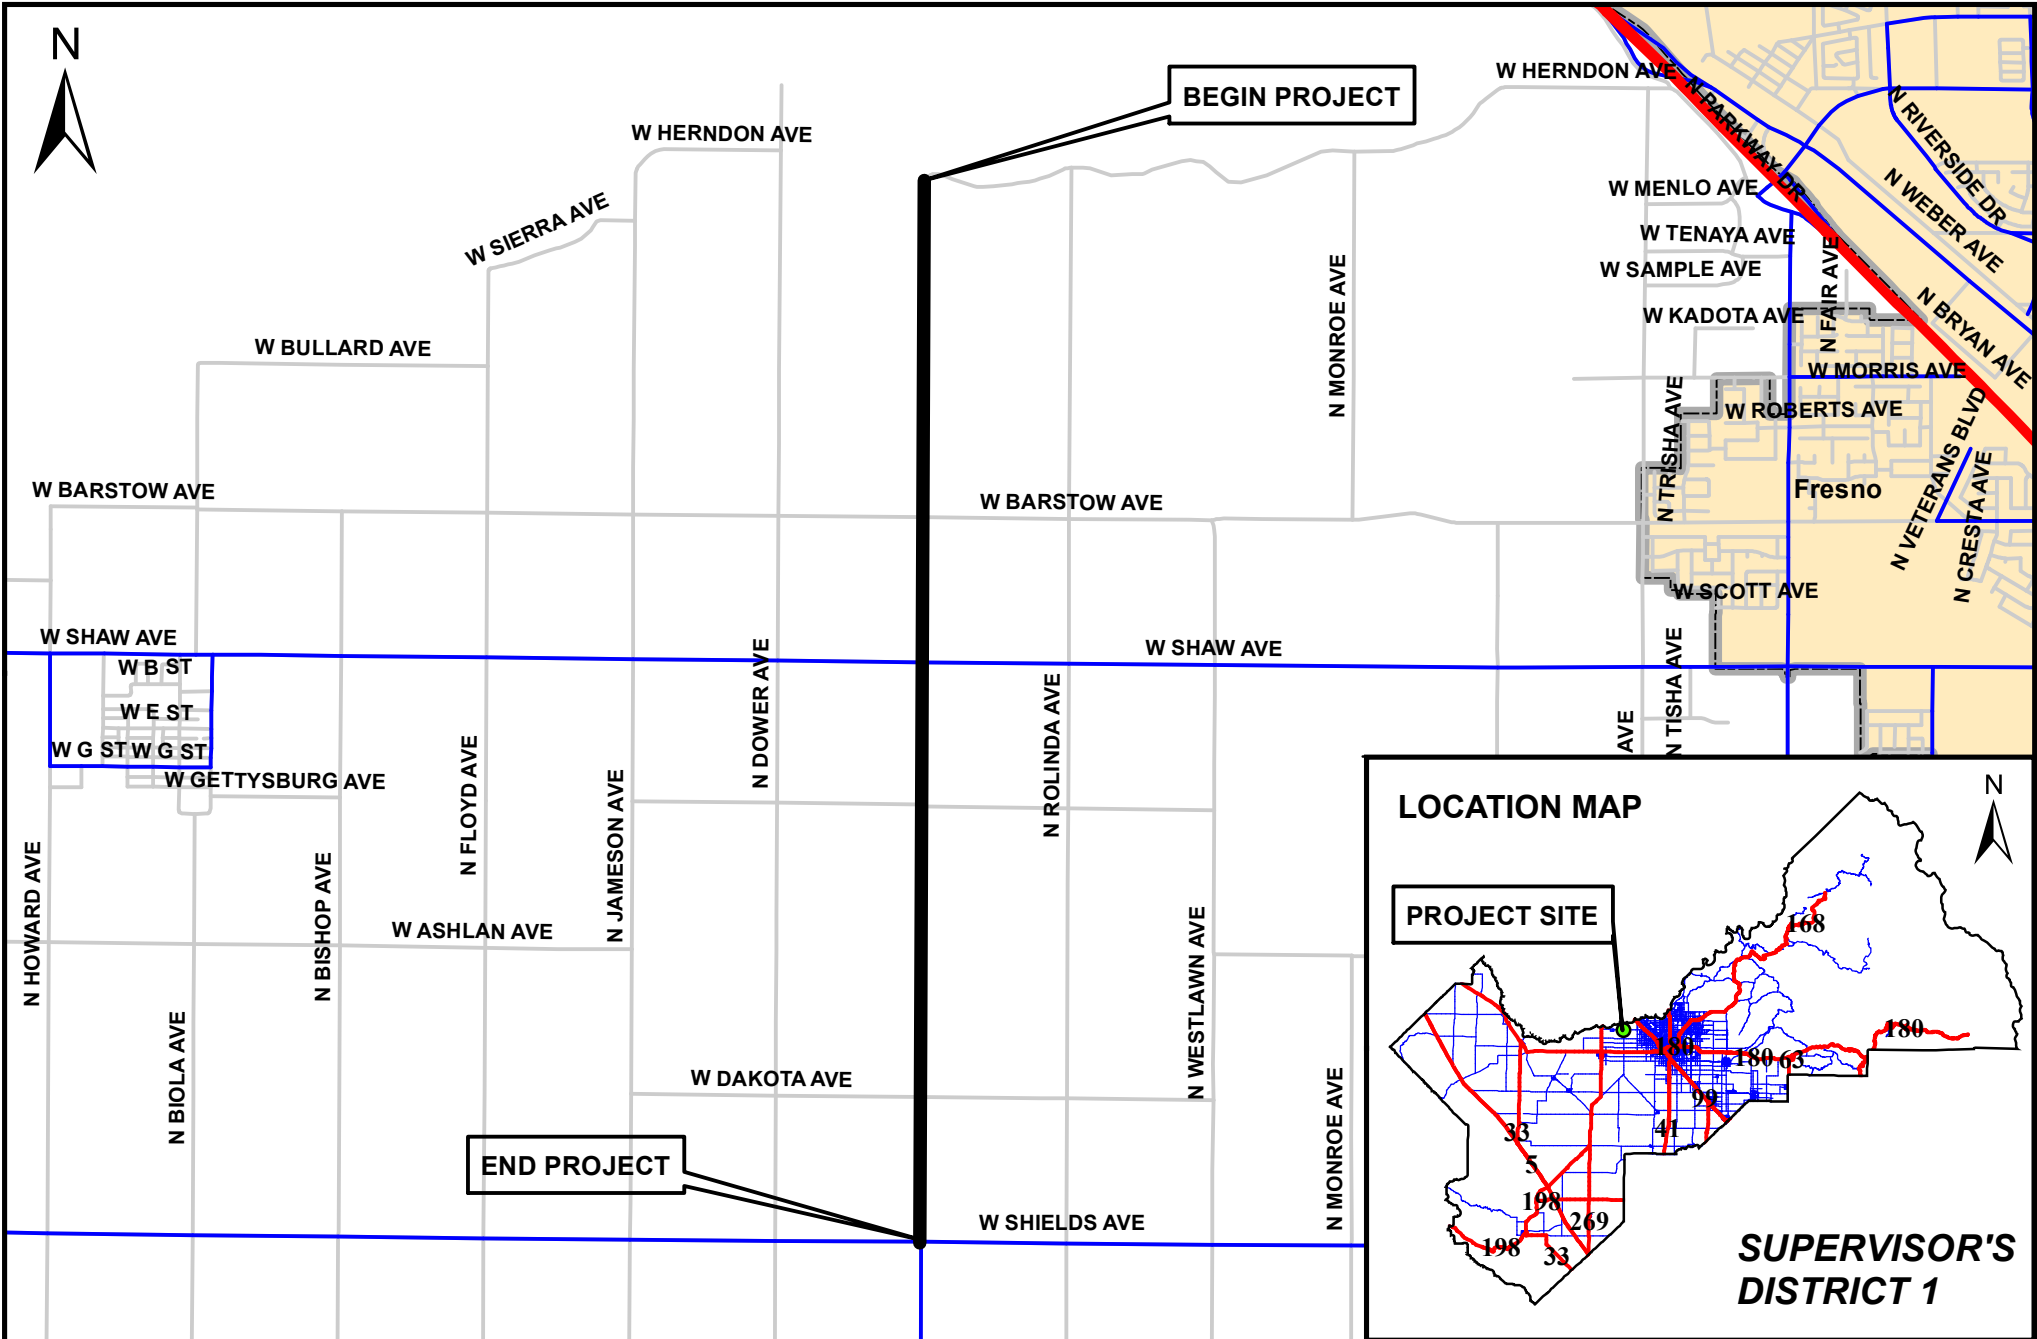 N
BEGIN PROJECT
W HERNDON AVE
W HERNDON AVE
N PARKWAY DR
N RIVERSIDE DR
W SIERRA AVE
W MENLO AVE
N WEBER AVE
W TENAYA AVE
W SAMPLE AVE
N FAIR AVE
N MONROE AVE
W KADOTA AVE
N BRYAN AVE
W BULLARD AVE
W MORRIS AVE
W ROBERTS AVE
N TRISHA AVE
N VETERANS BLVD
N CRESTA AVE
Fresno
W BARSTOW AVE
W BARSTOW AVE
W SCOTT AVE
W SHAW AVE
W SHAW AVE
W B ST
W E ST
W G ST
W G ST
W GETTYSBURG AVE
N DOWER AVE
N ROLINDA AVE
AVE
N TISHA AVE
N FLOYD AVE
N JAMESON AVE
N HOWARD AVE
N BISHOP AVE
W ASHLAN AVE
N WESTLAWN AVE
N BIOLA AVE
W DAKOTA AVE
N MONROE AVE
END PROJECT
W SHIELDS AVE
LOCATION MAP
N
PROJECT SITE
168
180
180
180
63
99
41
33
5
198
269
198
33
SUPERVISOR'S
DISTRICT 1